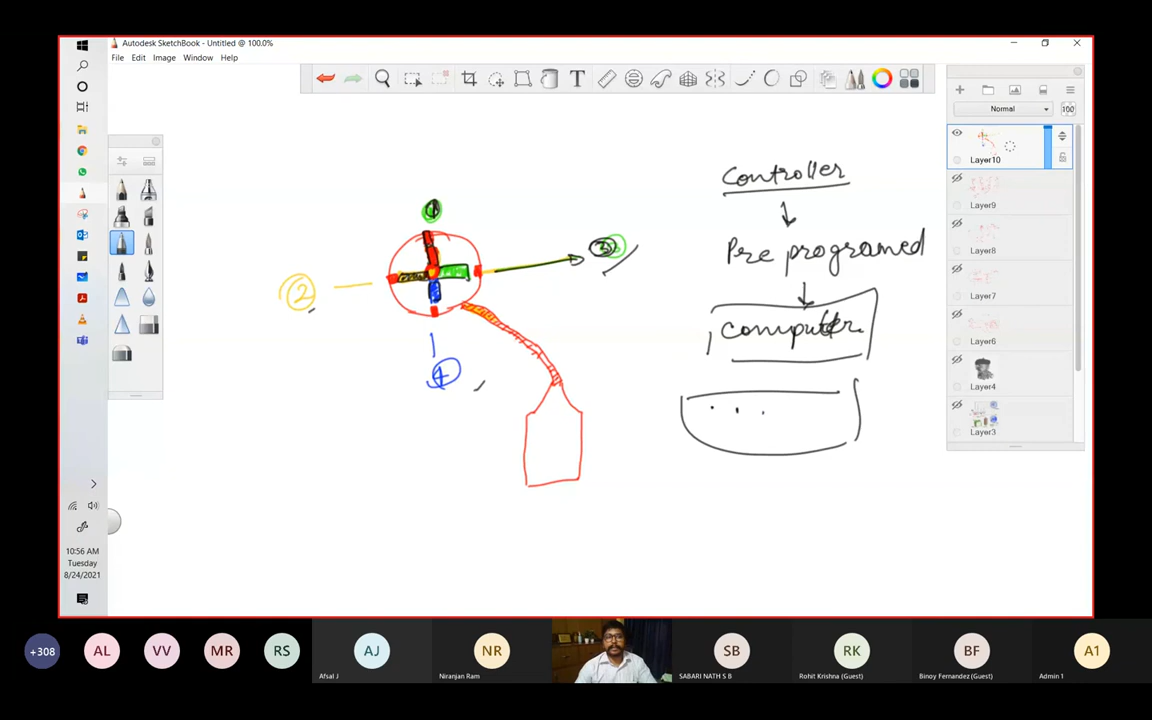 Autodesk SketchBook - Untitled @ 100.0%
File Edit Image Window Help
T
Normal
100
Layer10
Layer9
Layer8
Layer7
Layer6
Layer4
Layer3
1
2
3
4
Controller
Pre programed
computer
. . .
10:56 AM
Tuesday
8/24/2021
+308
AL
VV
MR
RS
AJ
Afsal J
NR
Niranjan Ram
SB
SABARI NATH S B
RK
Rohit Krishna (Guest)
BF
Binoy Fernandez (Guest)
A1
Admin 1